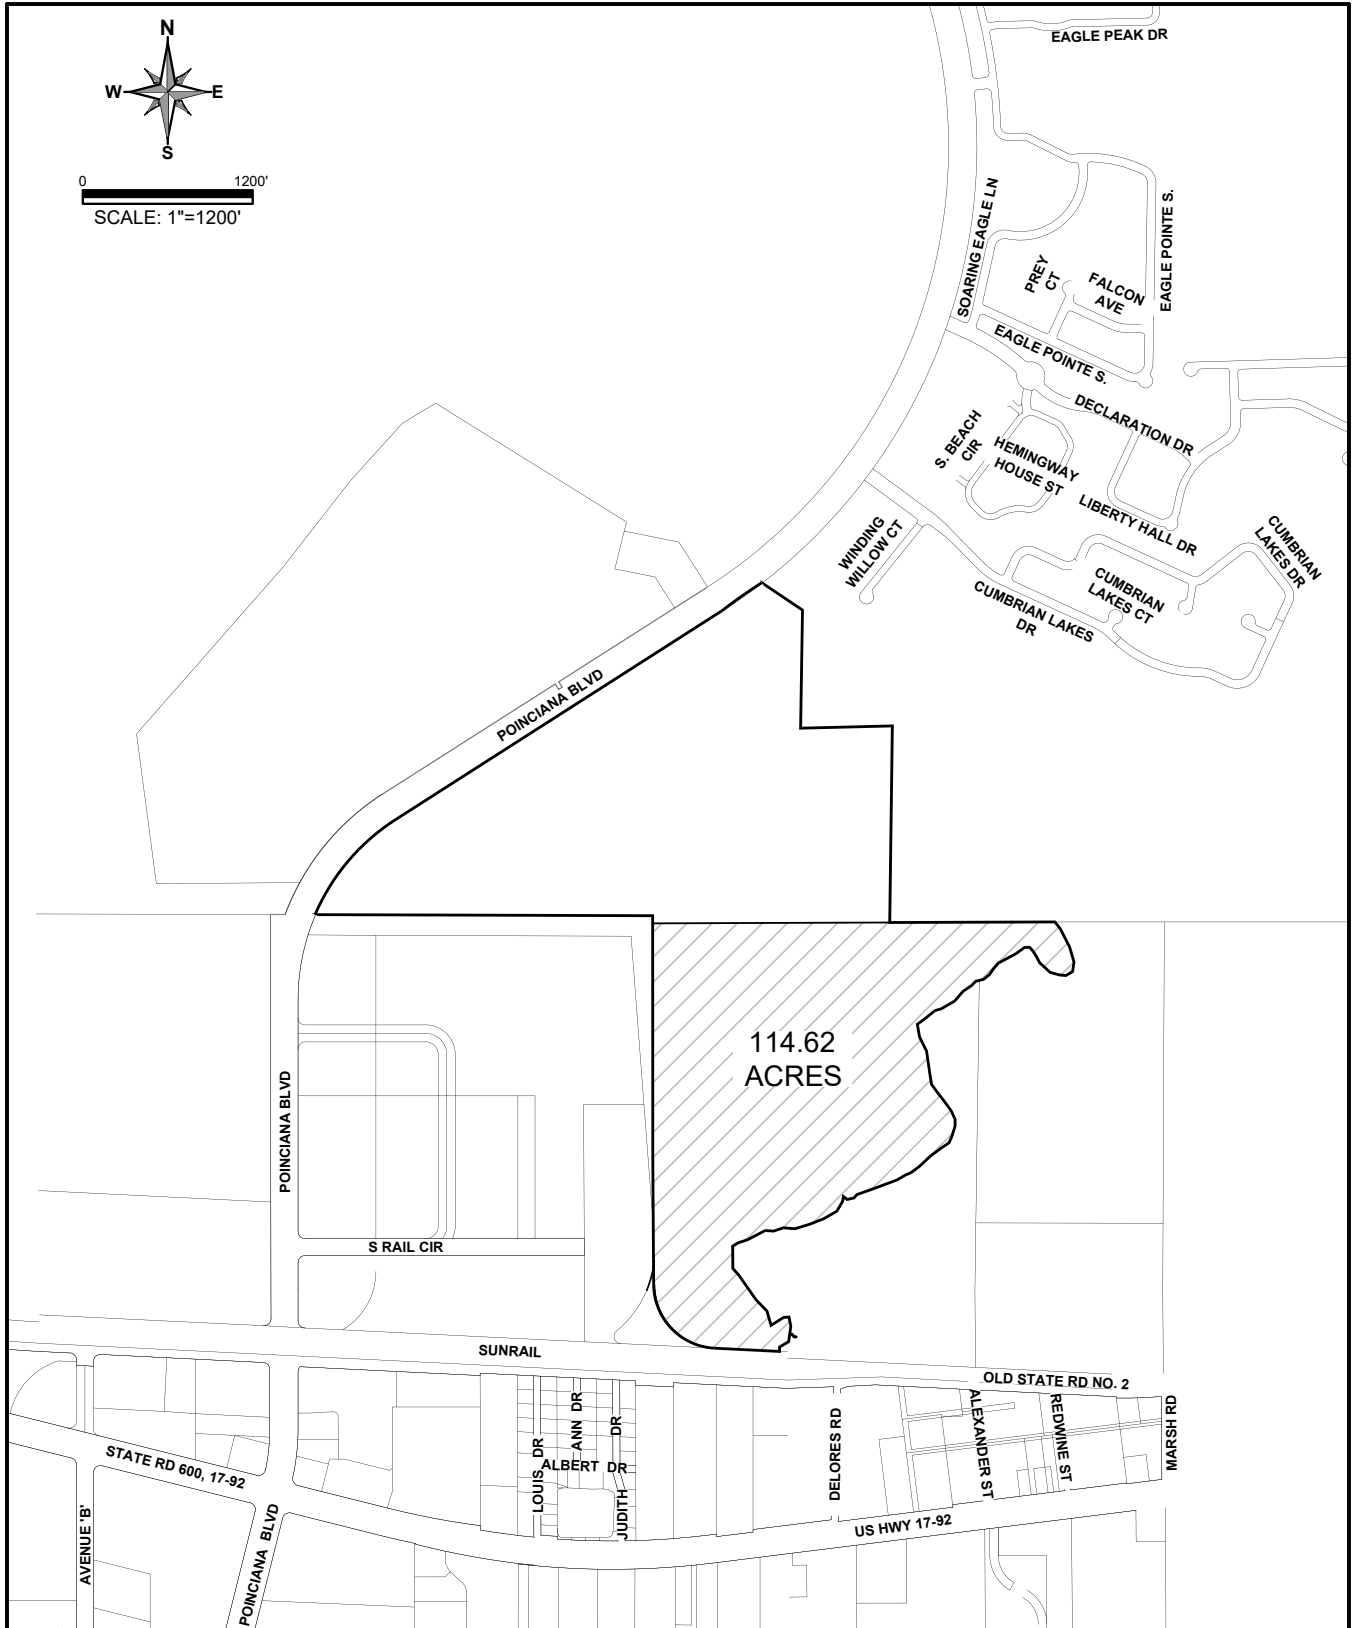 EAGLE PEAK DR
N
W
E
S
0
1200'
SCALE: 1"=1200'
SOARING EAGLE LN
EAGLE POINTE S.
PREY
CT
FALCON
AVE
EAGLE POINTE S.
DECLARATION DR
S. BEACH
CIR
HEMINGWAY
HOUSE ST
LIBERTY HALL DR
WINDING
WILLOW CT
CUMBRIAN
LAKES DR
CUMBRIAN
LAKES CT
CUMBRIAN LAKES
DR
POINCIANA BLVD
114.62
ACRES
POINCIANA BLVD
S RAIL CIR
SUNRAIL
OLD STATE RD NO. 2
LOUIS DR
ANN DR
JUDITH DR
ALBERT DR
DELORES RD
ALEXANDER ST
REDWINE ST
MARSH RD
STATE RD 600, 17-92
US HWY 17-92
AVENUE 'B'
POINCIANA BLVD